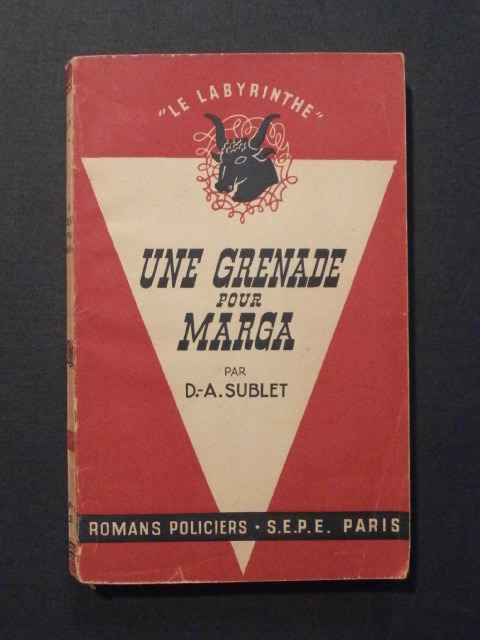 "LE LABYRINTHE"
UNE GRENADE
POUR
MARGA
PAR
D.-A. SUBLET
ROMANS POLICIERS · S.E.P.E. PARIS